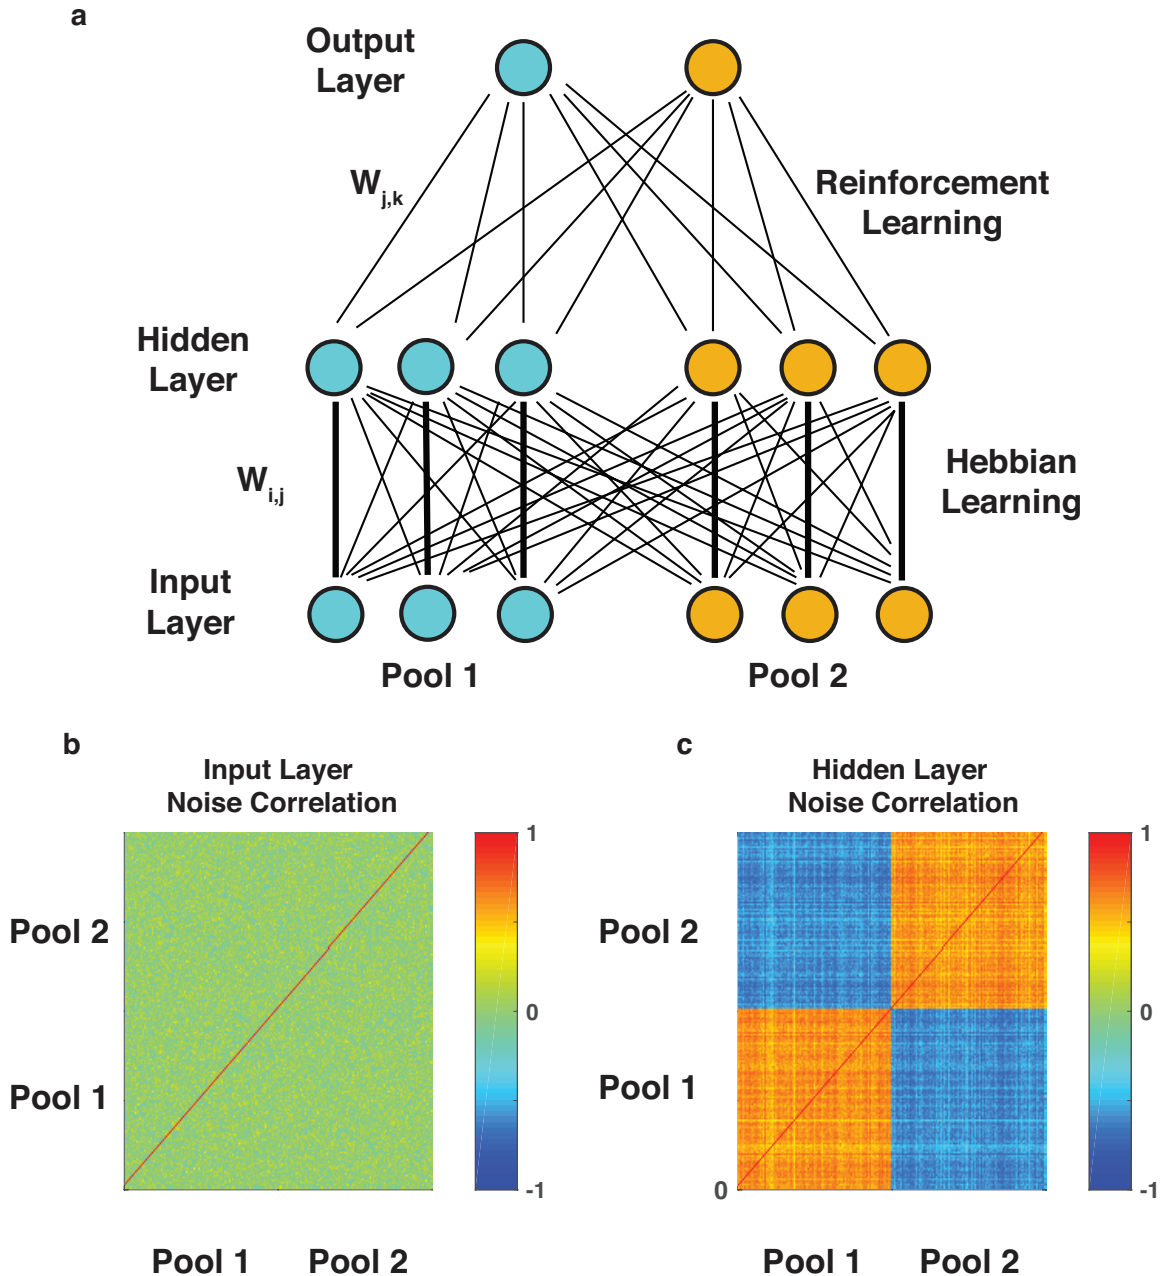 a
Output
Layer
W_{j,k}
Reinforcement
Learning
Hidden
Layer
W_{i,j}
Hebbian
Learning
Input
Layer
Pool 1
Pool 2
b
Input Layer
Noise Correlation
1
Pool 2
0
Pool 1
-1
Pool 1
Pool 2
c
Hidden Layer
Noise Correlation
1
Pool 2
0
Pool 1
0
-1
Pool 1
Pool 2